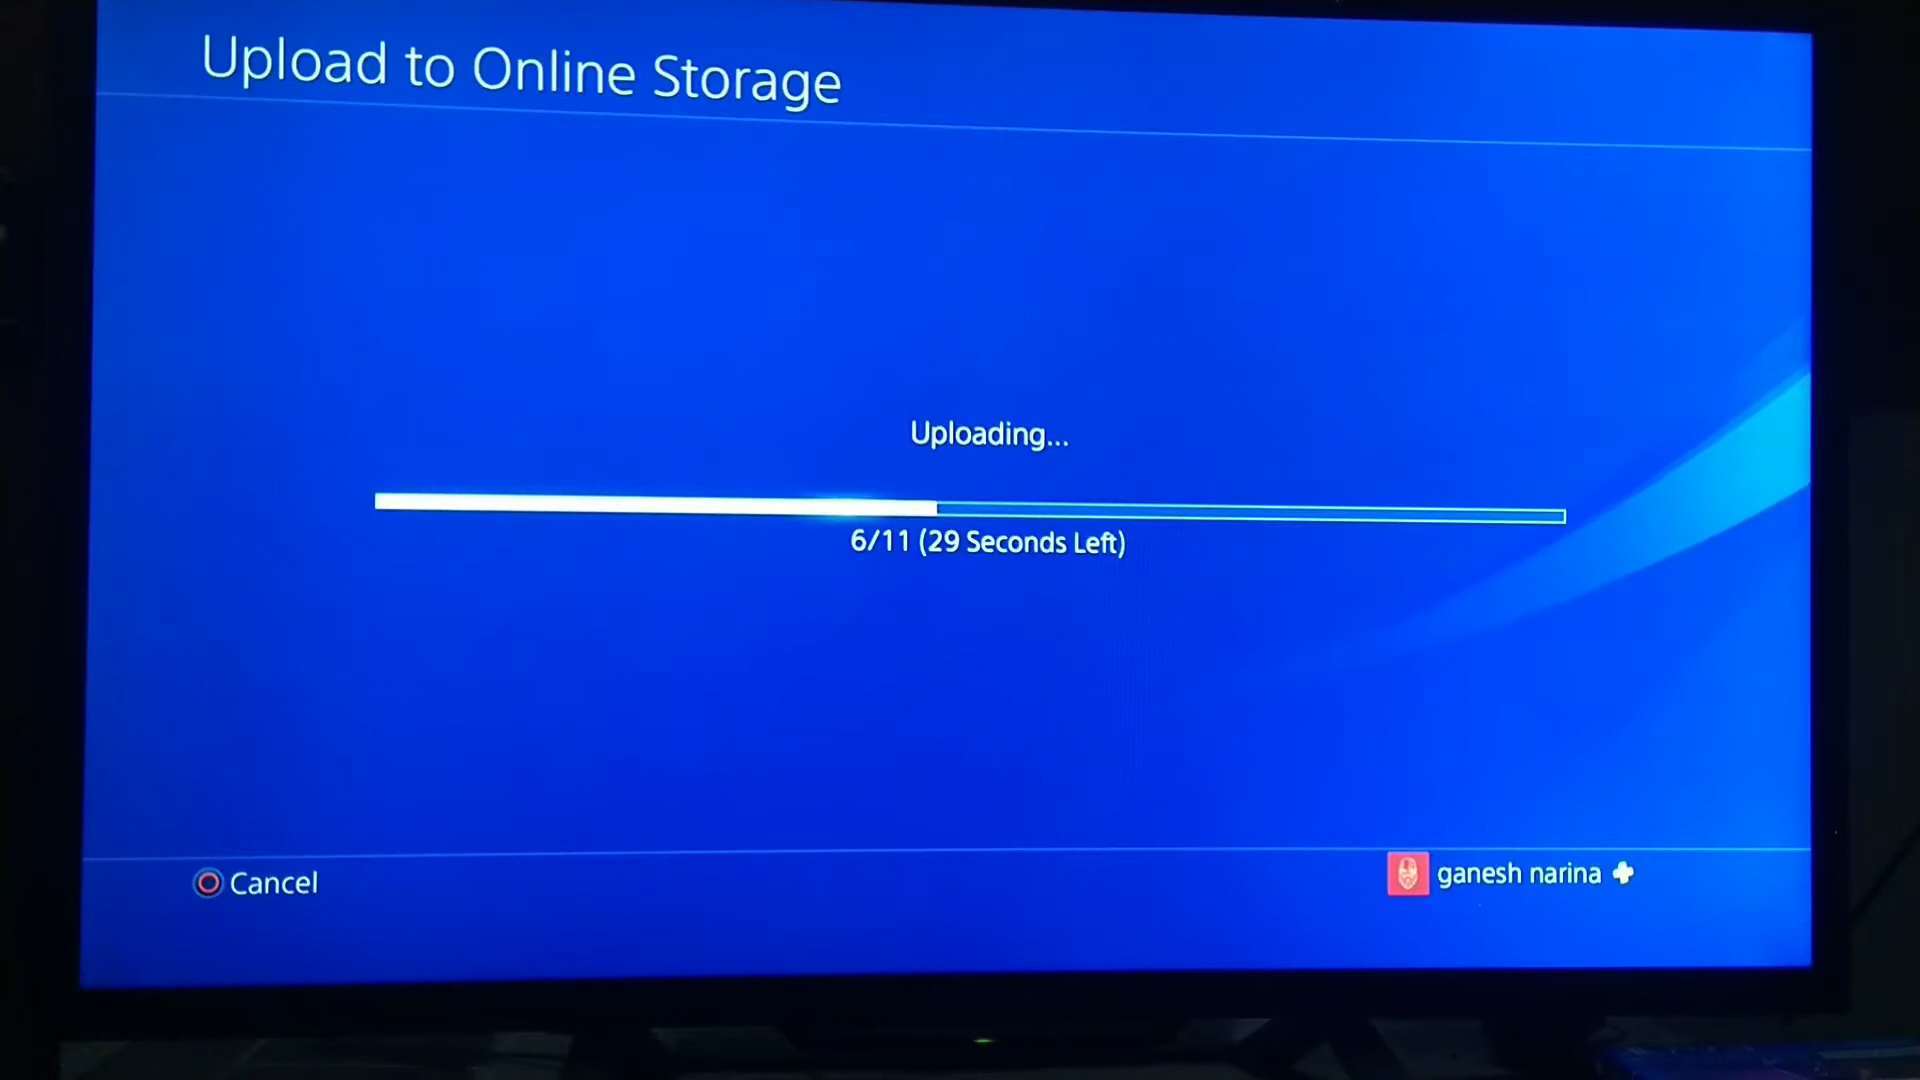 Upload to Online Storage
Uploading...
6/11 (29 Seconds Left)
Cancel
ganesh narina